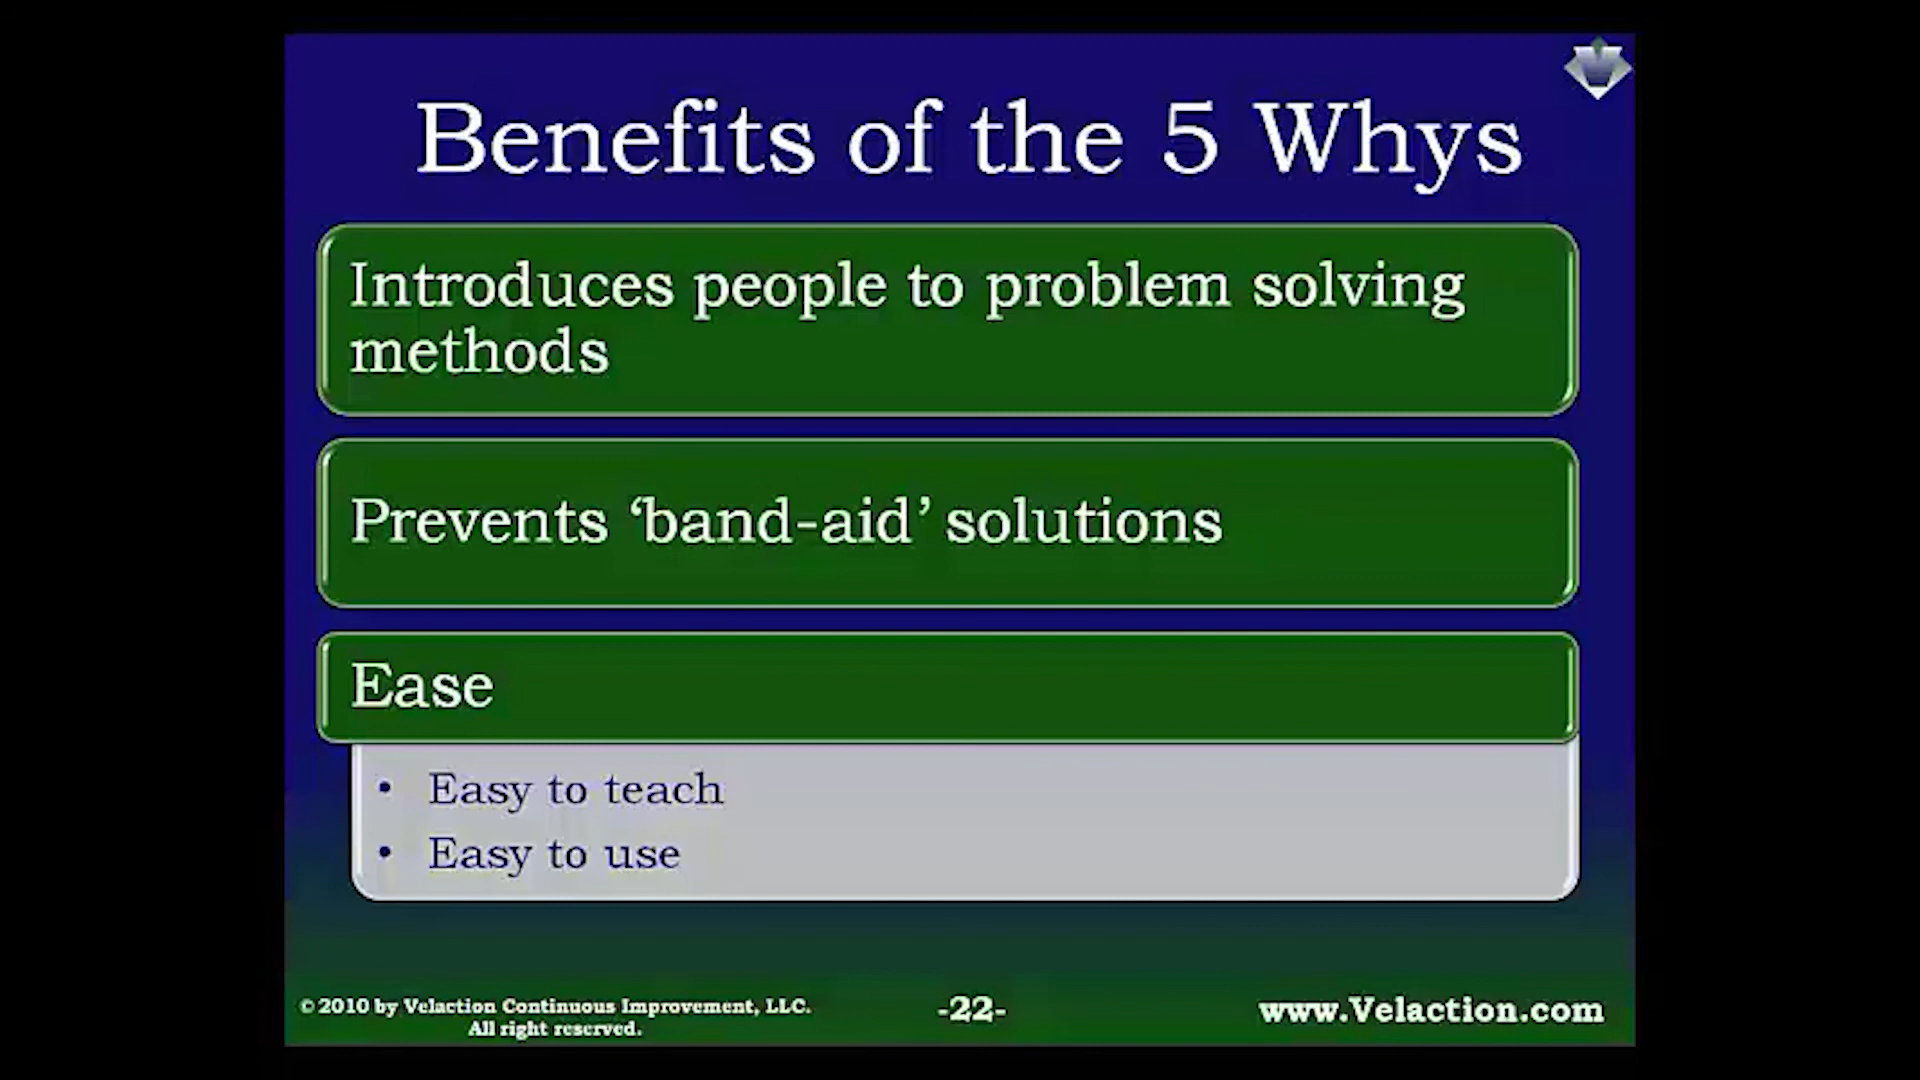 Benefits of the 5 Whys
Introduces people to problem solving
methods
Prevents ‘band-aid’ solutions
Ease
• Easy to teach
• Easy to use
© 2010 by Velaction Continuous Improvement, LLC.
All right reserved.
-22-
www.Velaction.com